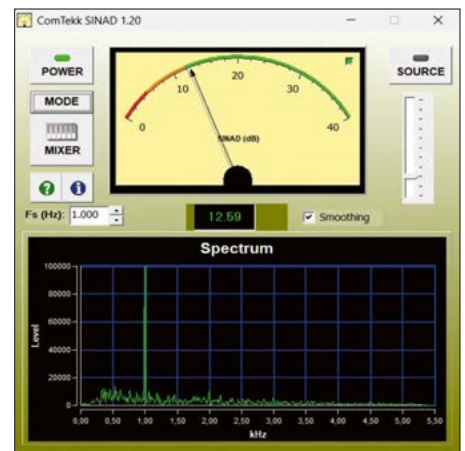 ComTekk SINAD 1.20
POWER
MODE
MIXER
SOURCE
0
10
20
30
40
SINAD (dB)
Fs (Hz): 1.000
12.59
Smoothing
Spectrum
Level
100000
80000
60000
40000
20000
0
0,00 0,50 1,00 1,50 2,00 2,50 3,00 3,50 4,00 4,50 5,00 5,50
kHz